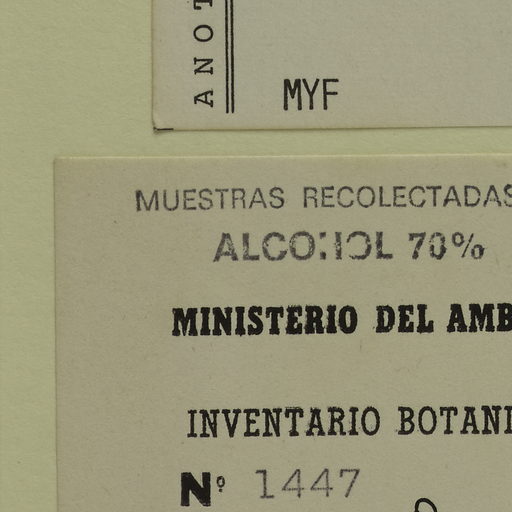 ANOT
MYF
MUESTRAS RECOLECTADAS
ALCOHOL 70%
MINISTERIO DEL AMB
INVENTARIO BOTANI
Nº 1447